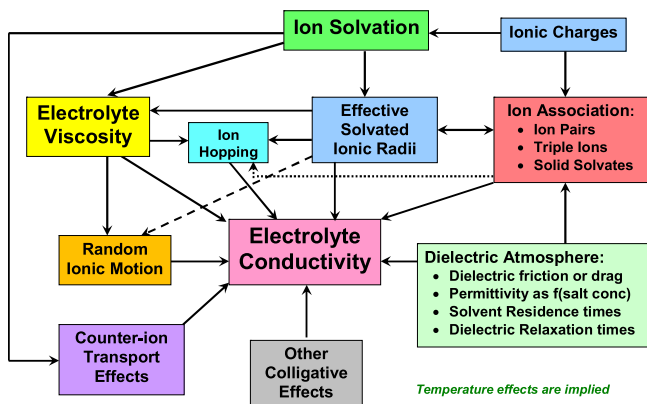 Ion Solvation
Ionic Charges
Electrolyte
Viscosity
Ion
Hopping
Effective
Solvated
Ionic Radii
Ion Association:
• Ion Pairs
• Triple Ions
• Solid Solvates
Random
Ionic Motion
Electrolyte
Conductivity
Dielectric Atmosphere:
• Dielectric friction or drag
• Permittivity as f(salt conc)
• Solvent Residence times
• Dielectric Relaxation times
Counter-ion
Transport
Effects
Other
Colligative
Effects
Temperature effects are implied